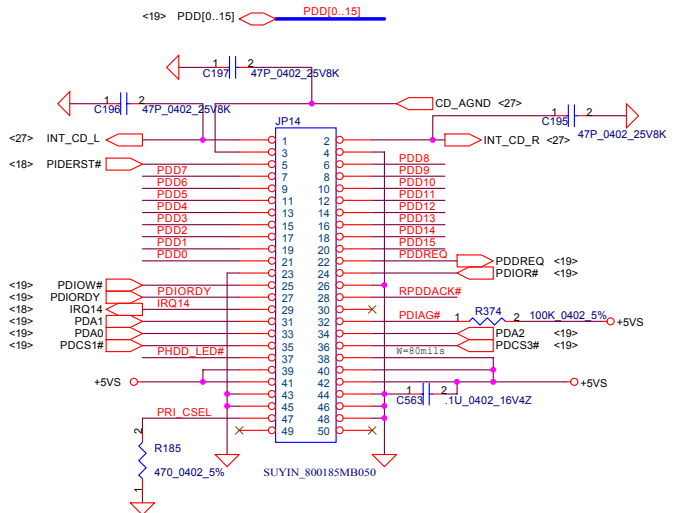 <19> PDD[0..15] PDD[0..15]
1 2
C197 47P_0402_25V8K
1 2
C196 47P_0402_25V8K
CD_AGND <27>
1 2
C195 47P_0402_25V8K
JP14
<27> INT_CD_L 1 2 INT_CD_R <27>
3 4
<18> PIDERST# 5 6 PDD8
PDD7 7 8 PDD9
PDD6 9 10 PDD10
PDD5 11 12 PDD11
PDD4 13 14 PDD12
PDD3 15 16 PDD13
PDD2 17 18 PDD14
PDD1 19 20 PDD15
PDD0 21 22 PDDREQ PDDREQ <19>
23 24 PDIOR# <19>
<19> PDIOW# 25 26
<19> PDIORDY PDIORDY 27 28 RPDDACK#
<18> IRQ14 IRQ14 29 30
<19> PDA1 31 32 PDIAG# 1 R374 2 100K_0402_5% +5VS
<19> PDA0 33 34 PDA2 <19>
<19> PDCS1# 35 36 PDCS3# <19>
PHDD_LED# 37 38 W=80mils
39 40
+5VS 41 42 +5VS
43 44 1 2
C563 .1U_0402_16V4Z
45 46
PRI_CSEL 47 48
49 50
2
R185
470_0402_5%
1
SUYIN_800185MB050